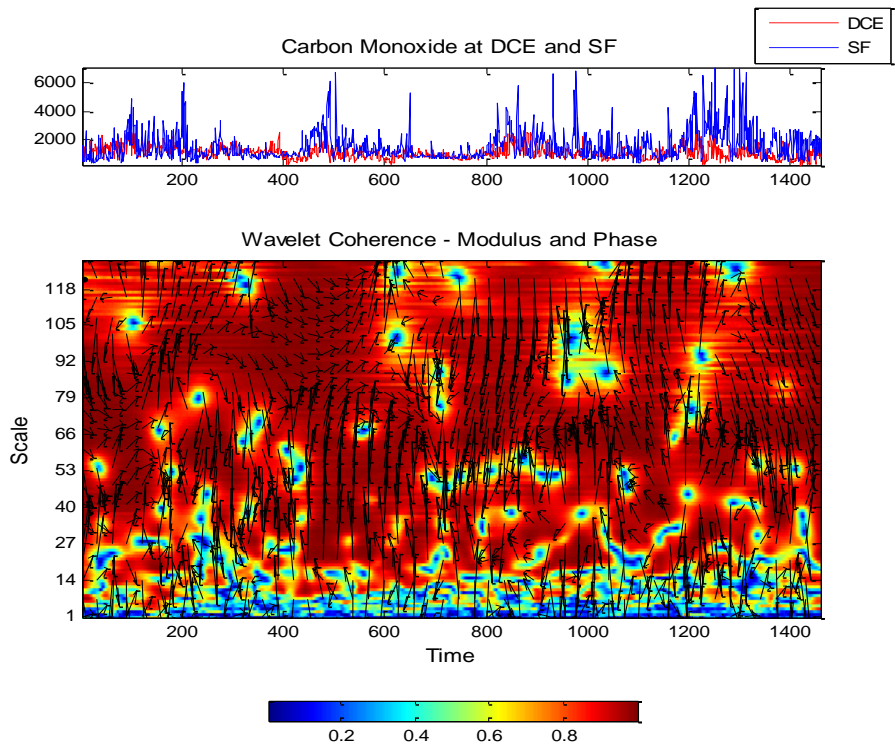 DCE
SF
Carbon Monoxide at DCE and SF
6000
4000
2000
200 400 600 800 1000 1200 1400
Wavelet Coherence - Modulus and Phase
118
105
92
79
66
53
40
27
14
1
Scale
200 400 600 800 1000 1200 1400
Time
0.2 0.4 0.6 0.8